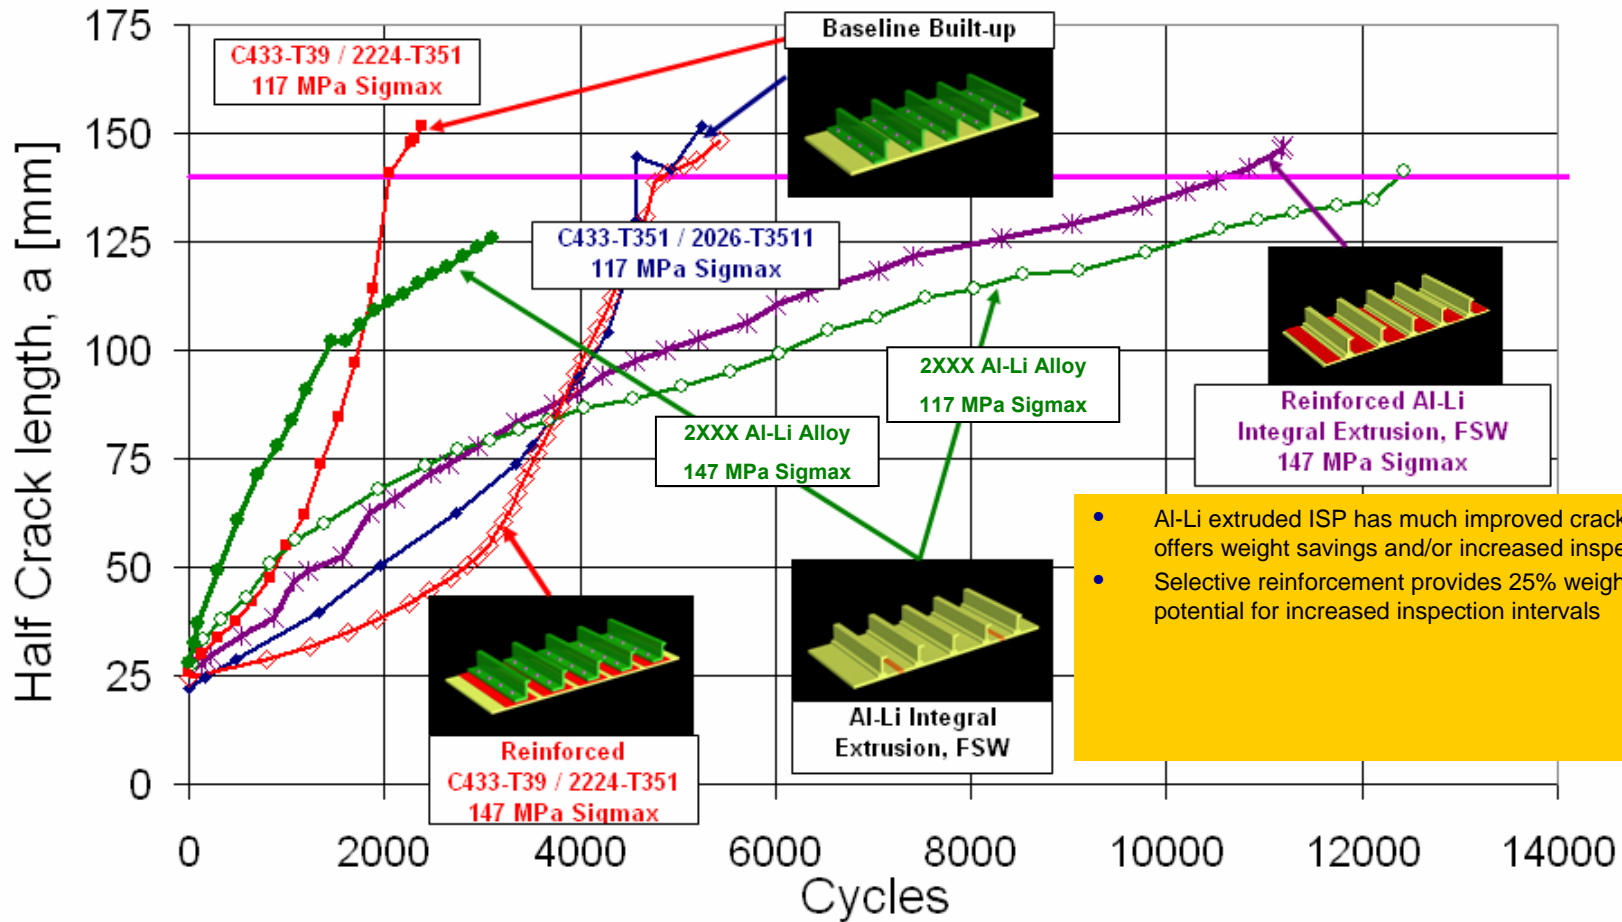 175
150
125
100
75
50
25
0
Half Crack length, a [mm]
C433-T39 / 2224-T351
117 MPa Sigmax
Baseline Built-up
C433-T351 / 2026-T3511
117 MPa Sigmax
2XXX Al-Li Alloy
117 MPa Sigmax
2XXX Al-Li Alloy
147 MPa Sigmax
Reinforced Al-Li
Integral Extrusion, FSW
147 MPa Sigmax
• Al-Li extruded ISP has much improved crack
offers weight savings and/or increased inspe
• Selective reinforcement provides 25% weigh
potential for increased inspection intervals
Reinforced
C433-T39 / 2224-T351
147 MPa Sigmax
Al-Li Integral
Extrusion, FSW
0 2000 4000 6000 8000 10000 12000 14000
Cycles